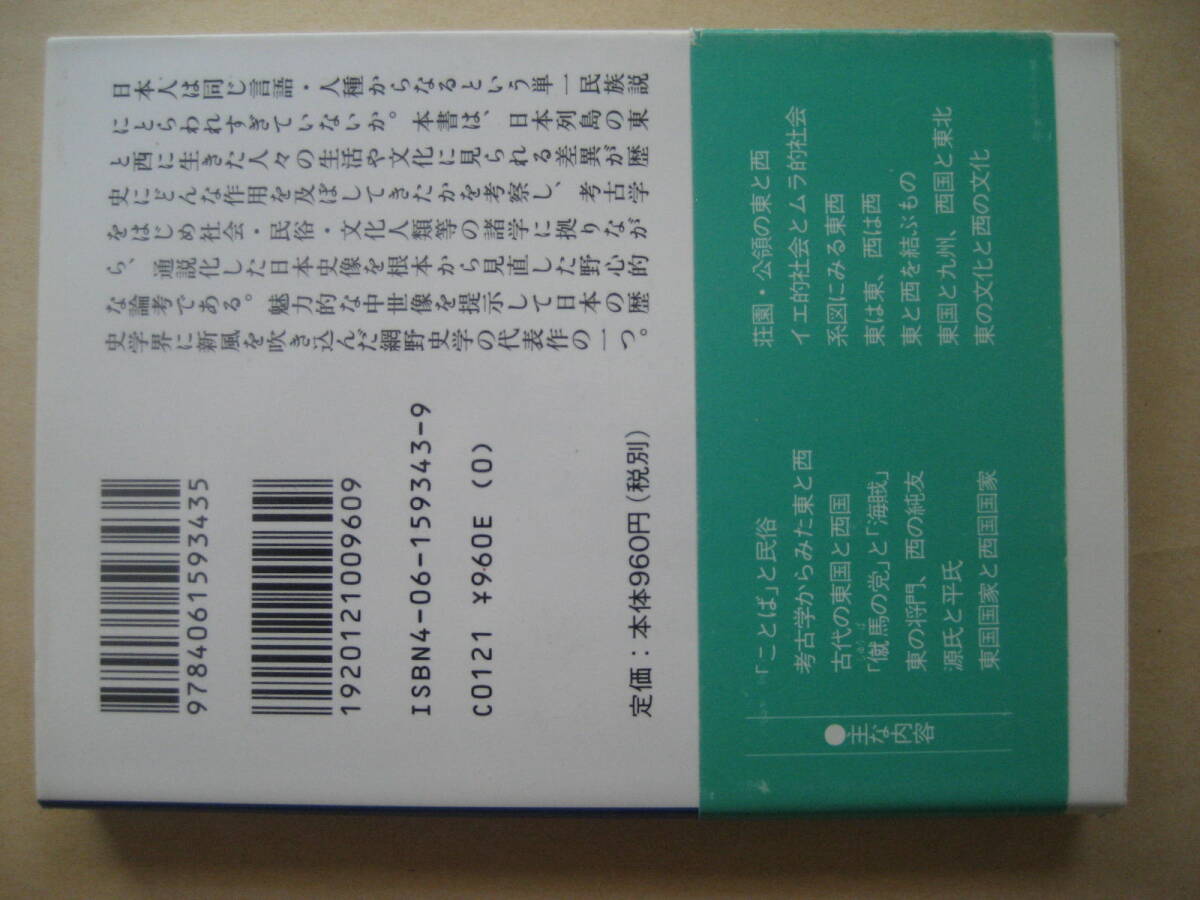 日本人は同じ言語・人種からなるという単一民族説
にとらわれすぎていないか。本書は、日本列島の東
と西に生きた人々の生活や文化に見られる差異が歴
史にどんな作用を及ぼしてきたかを考察し、考古学
をはじめ社会・民俗・文化人類等の諸学に拠りなが
ら、通説化した日本史像を根本から見直した野心的
な論考である。魅力的な中世像を提示して日本の歴
史学界に新風を吹き込んだ網野史学の代表作の一つ。
9784061593435
1920121009609
ISBN4-06-159343-9
C0121 ¥960E (0)
定価：本体960円(税別)
●主な内容
「ことば」と民俗
考古学からみた東と西
古代の東国と西国
「僦馬の党」と「海賊」
東の将門、西の純友
源氏と平氏
東国国家と西国国家
荘園・公領の東と西
イエ的社会とムラ的社会
系図にみる東西
東は東、西は西
東と西を結ぶもの
東国と九州、西国と東北
東の文化と西の文化